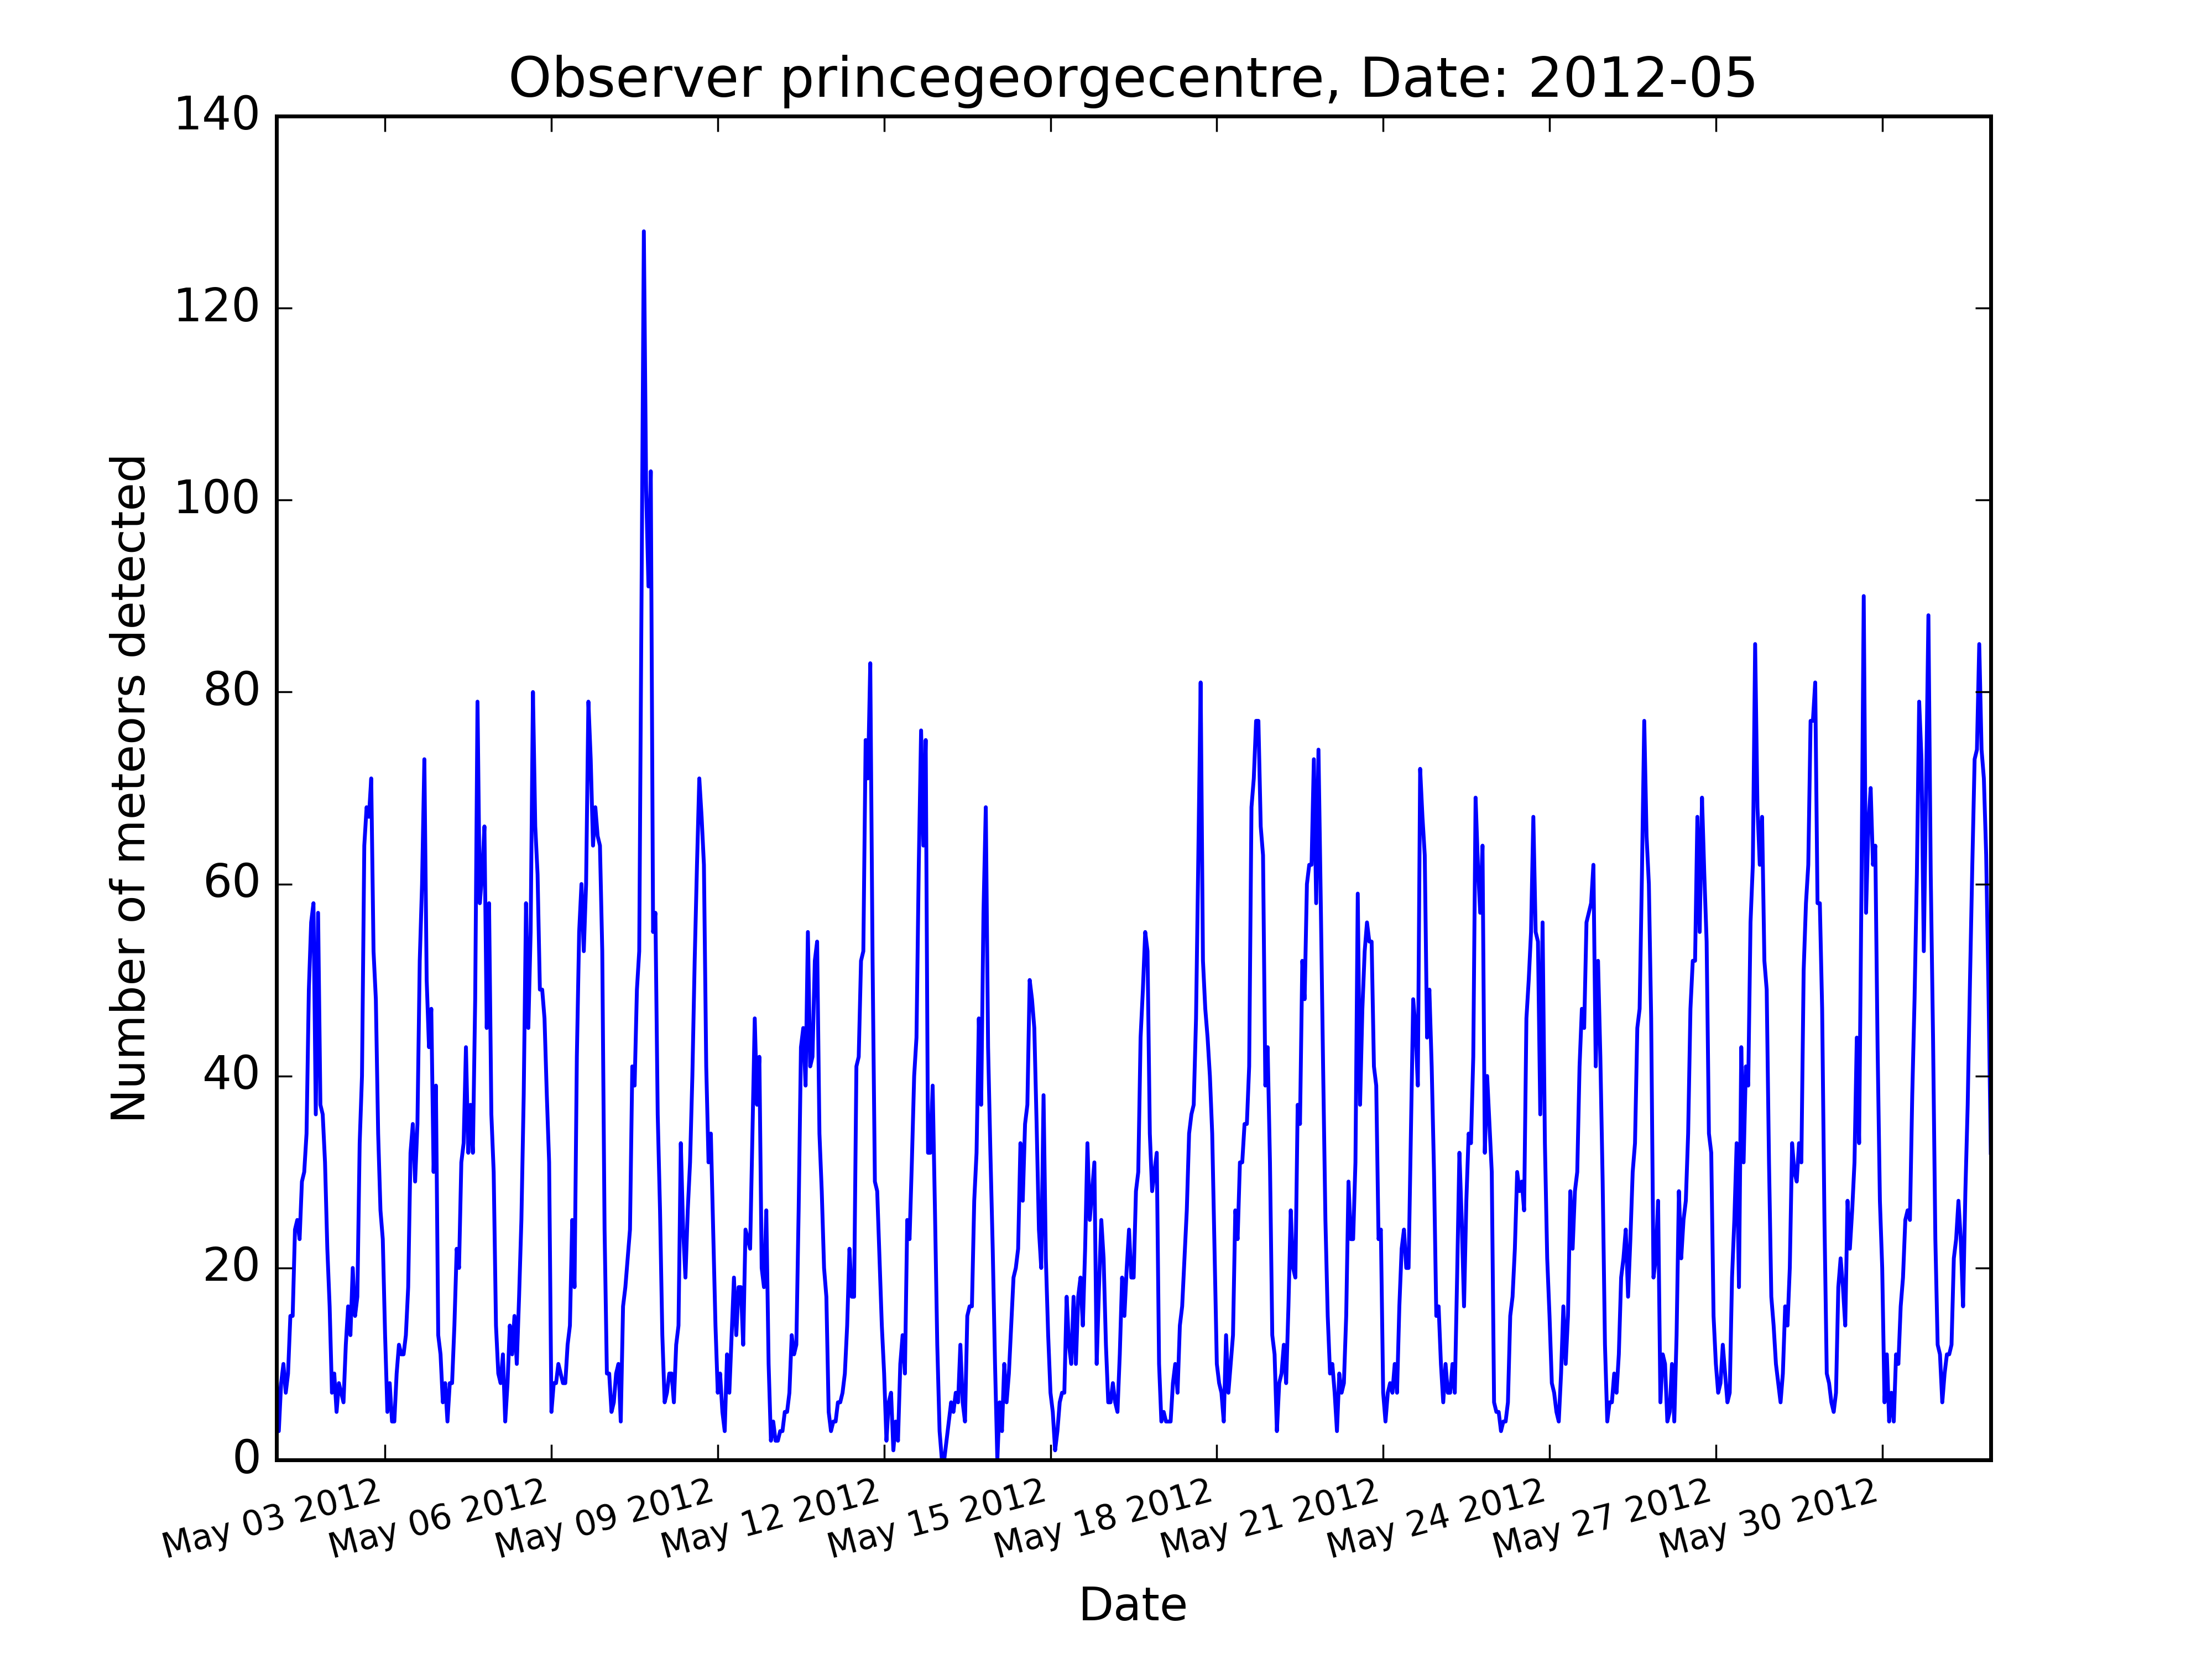 Observer princegeorgecentre, Date: 2012-05
Number of meteors detected
140
120
100
80
60
40
20
0
May 03 2012
May 06 2012
May 09 2012
May 12 2012
May 15 2012
May 18 2012
May 21 2012
May 24 2012
May 27 2012
May 30 2012
Date